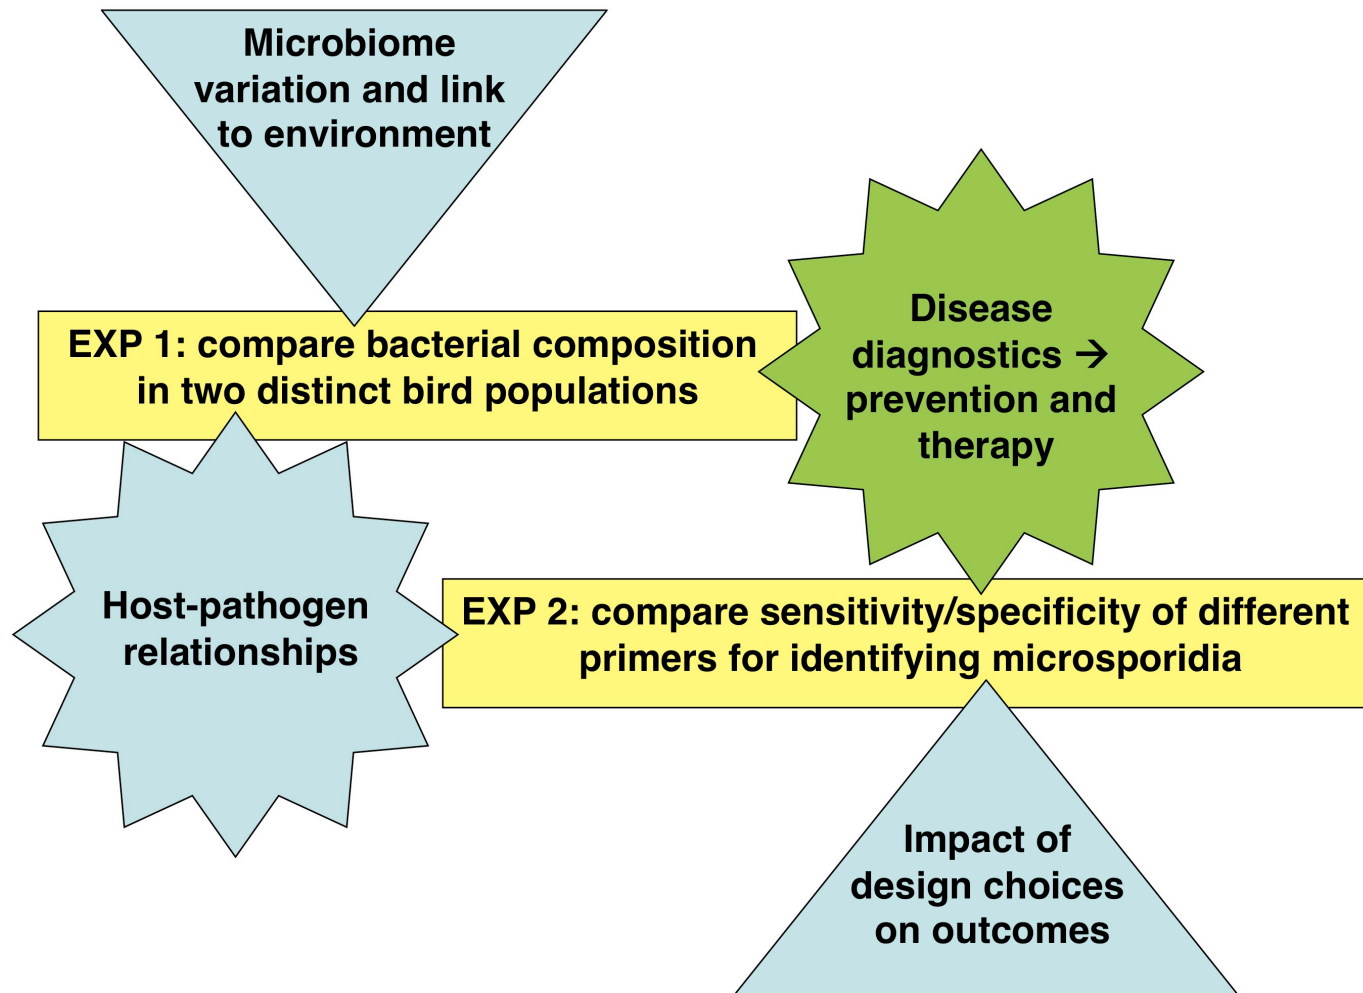 Microbiome
variation and link
to environment
EXP 1: compare bacterial composition
in two distinct bird populations
Disease
diagnostics →
prevention and
therapy
Host-pathogen
relationships
EXP 2: compare sensitivity/specificity of different
primers for identifying microsporidia
Impact of
design choices
on outcomes